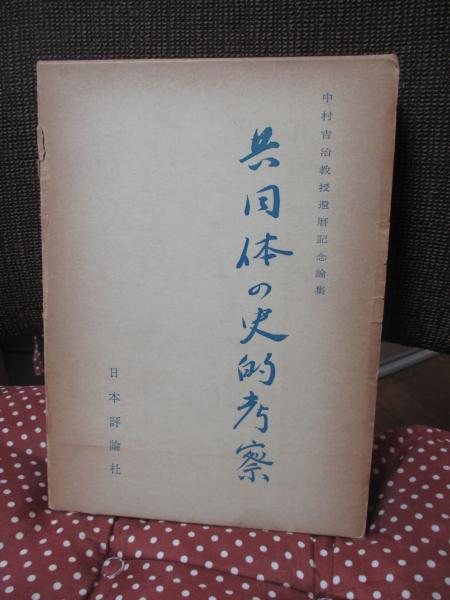 中村吉治教授還暦記念論集
共同体の史的考察
日本評論社